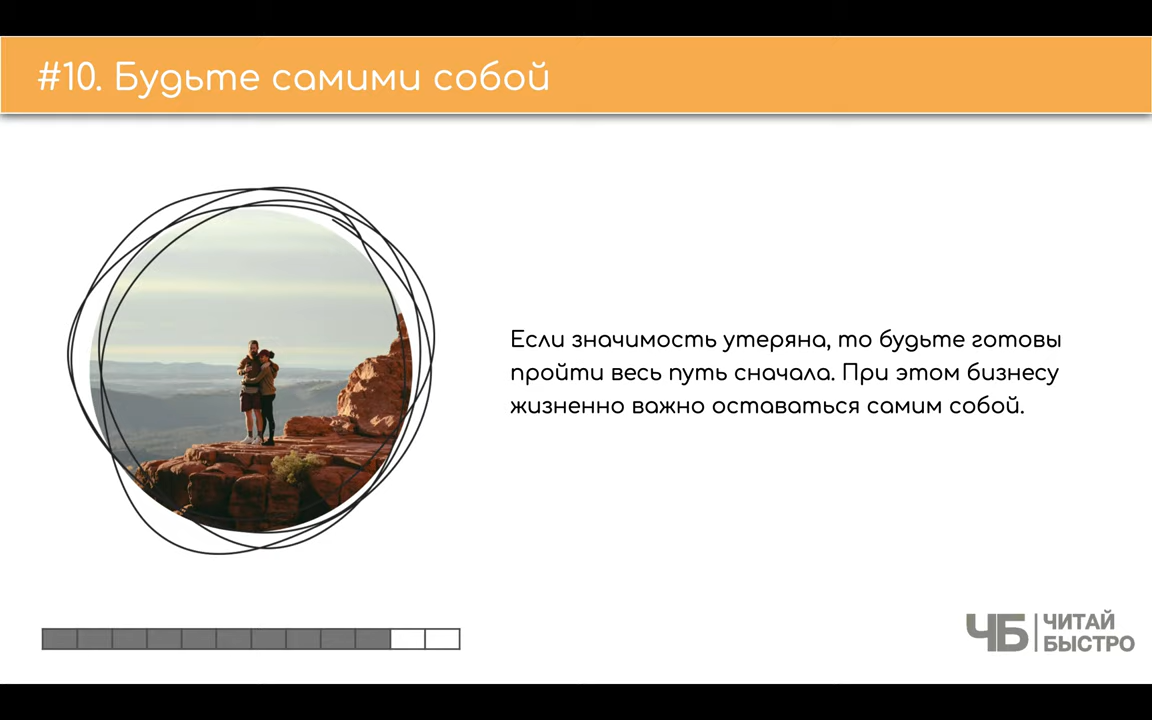 #10. Будьте самими собой
Если значимость утеряна, то будьте готовы
пройти весь путь сначала. При этом бизнесу
жизненно важно оставаться самим собой.
ЧБ
ЧИТАЙ
БЫСТРО